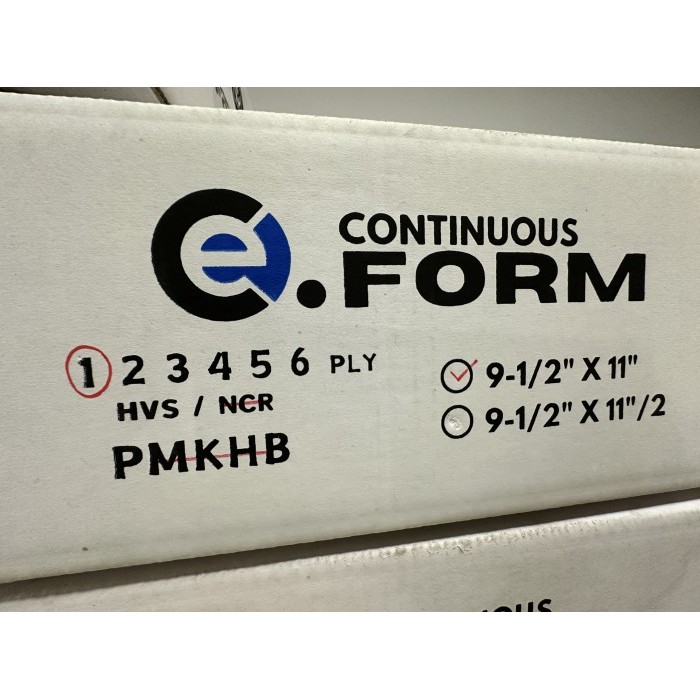 e. CONTINUOUS
FORM
1 2 3 4 5 6 PLY
HVS / NCR
PMKHB
9-1/2" X 11"
9-1/2" X 11"/2